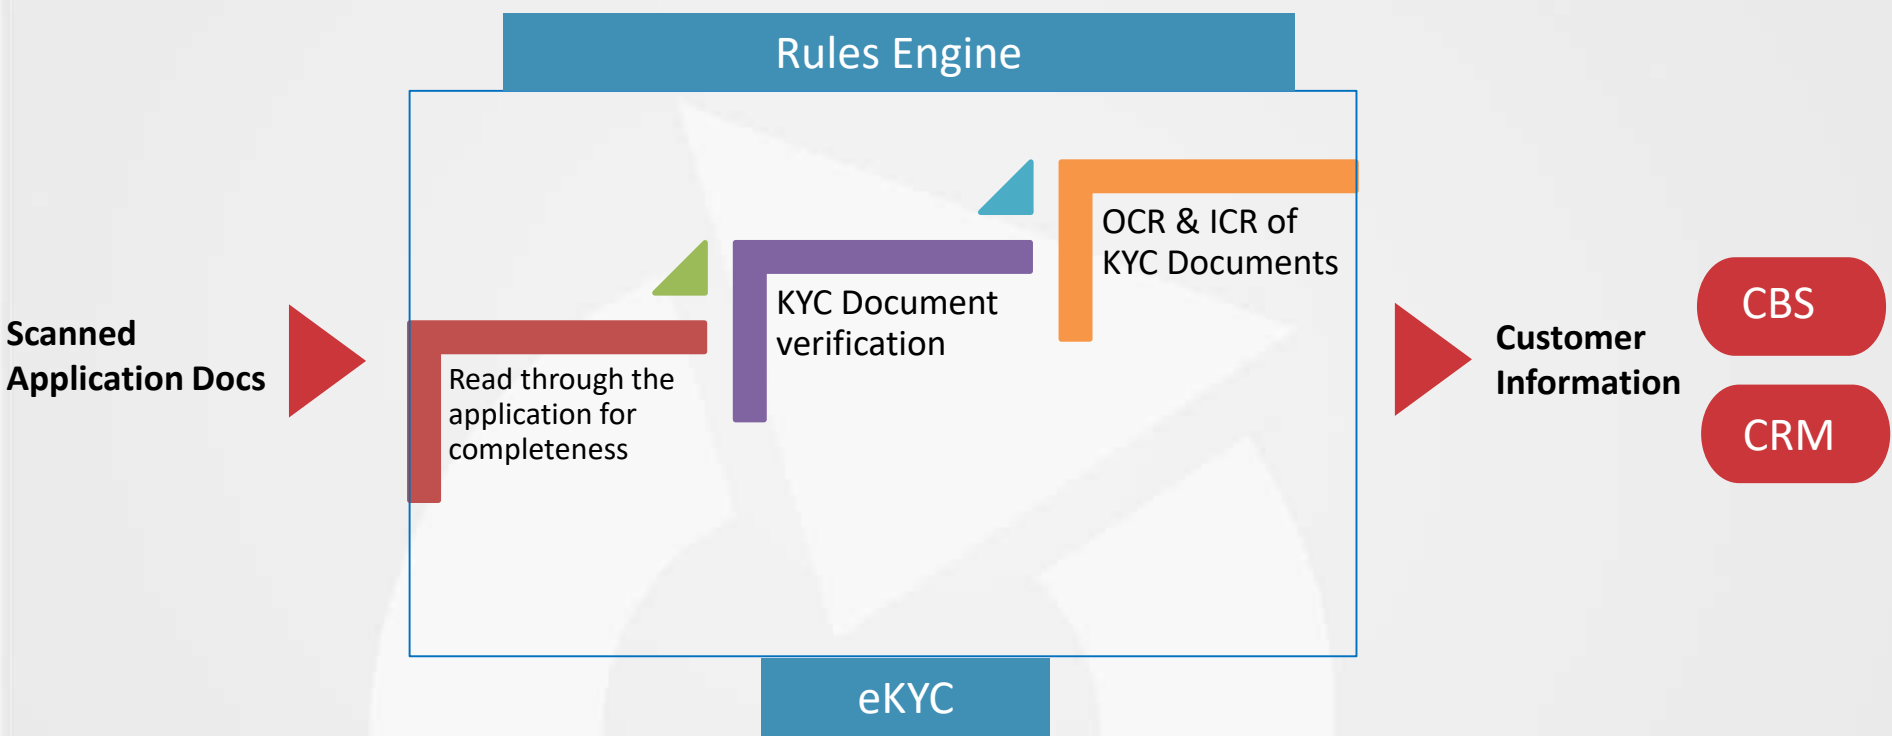 Rules Engine
Scanned
Application Docs
Read through the
application for
completeness
KYC Document
verification
OCR & ICR of
KYC Documents
Customer
Information
CBS
CRM
eKYC